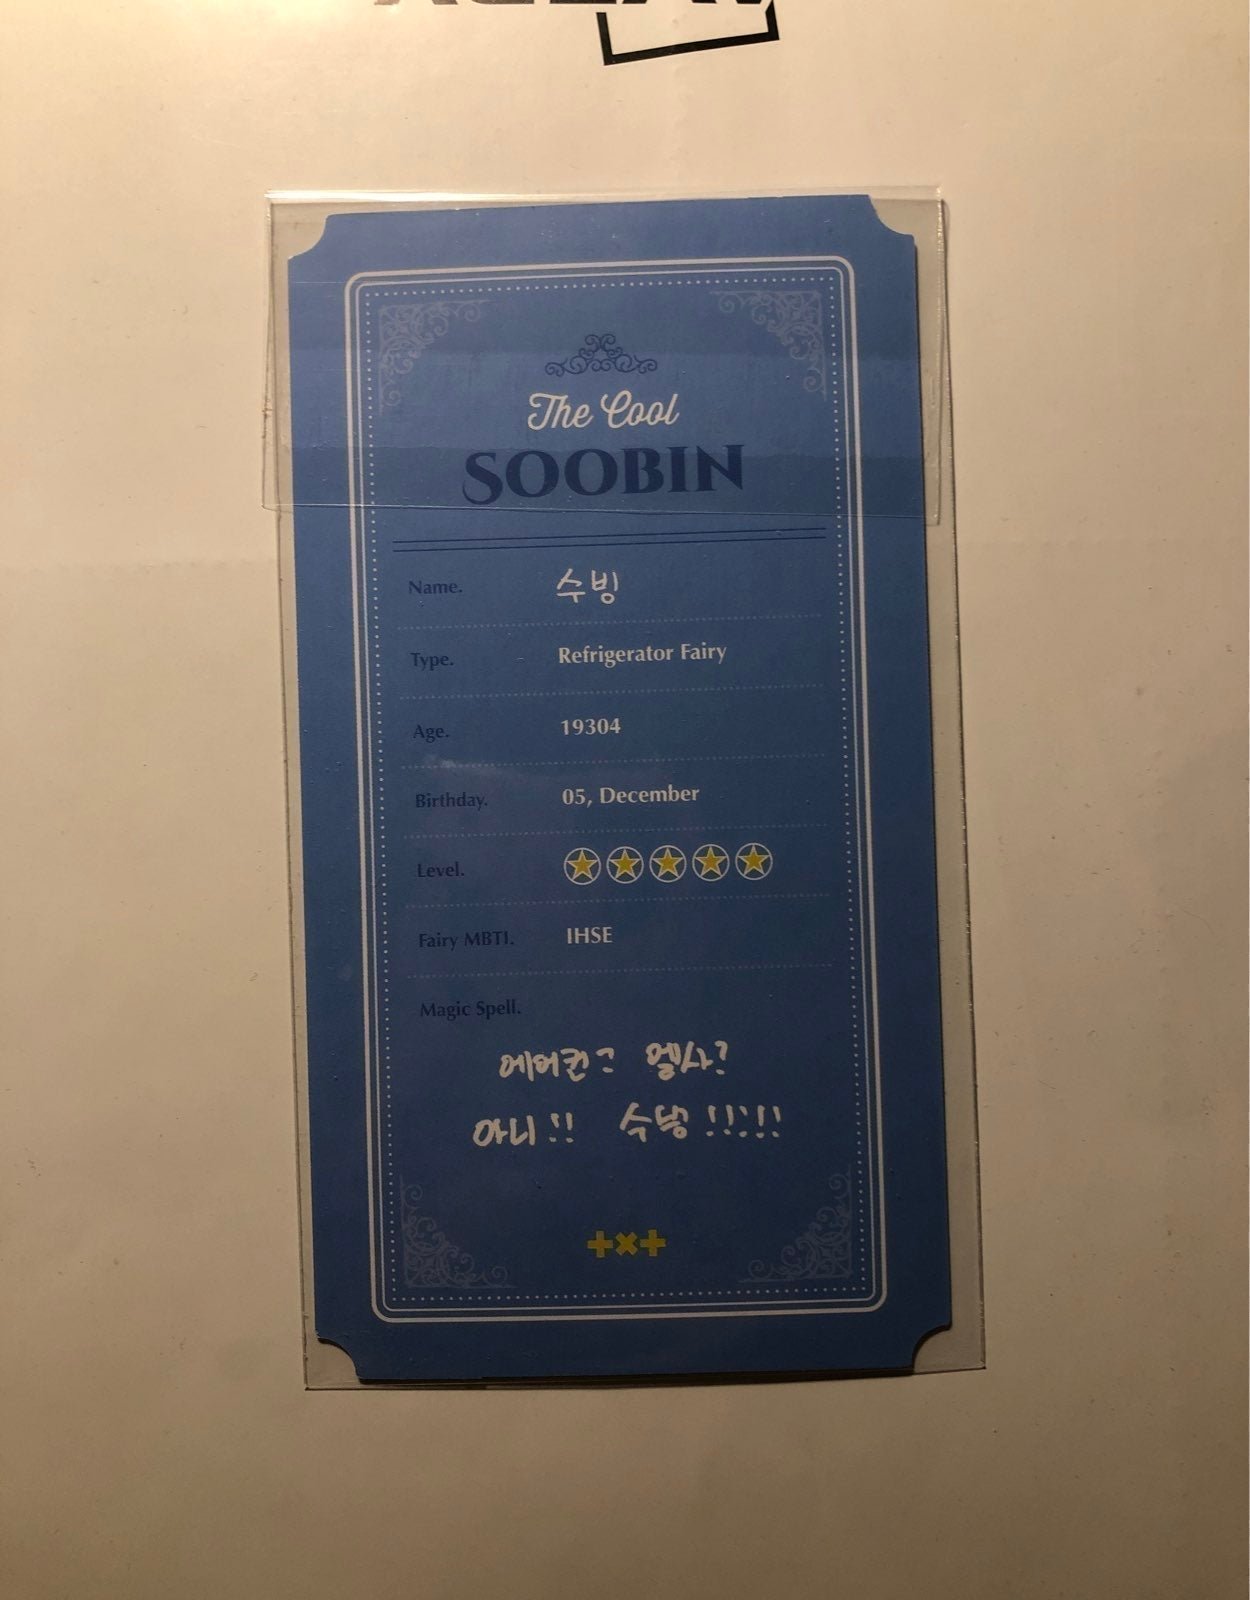 The Cool
SOOBIN
Name. 수빙
Type. Refrigerator Fairy
Age. 19304
Birthday. 05, December
Level.
Fairy MBTI. IHSE
Magic Spell.
에어컨? 엘사?
아니!! 수빙!!!!!